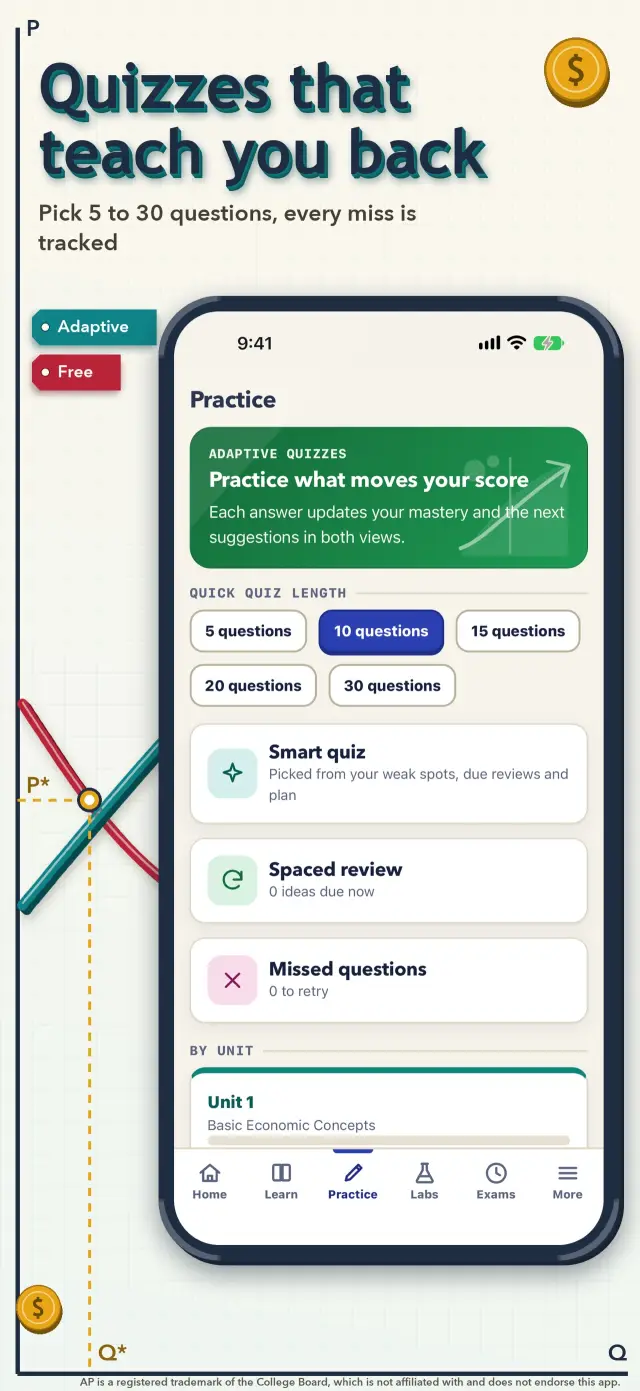 P
$
Quizzes that
teach you back
Pick 5 to 30 questions, every miss is
tracked
Adaptive
Free
9:41
Practice
ADAPTIVE QUIZZES
Practice what moves your score
Each answer updates your mastery and the next
suggestions in both views.
QUICK QUIZ LENGTH
5 questions
10 questions
15 questions
20 questions
30 questions
Smart quiz
Picked from your weak spots, due reviews and
plan
P*
Spaced review
0 ideas due now
Missed questions
0 to retry
BY UNIT
Unit 1
Basic Economic Concepts
Home
Learn
Practice
Labs
Exams
More
$
Q*
Q
AP is a registered trademark of the College Board, which is not affiliated with and does not endorse this app.